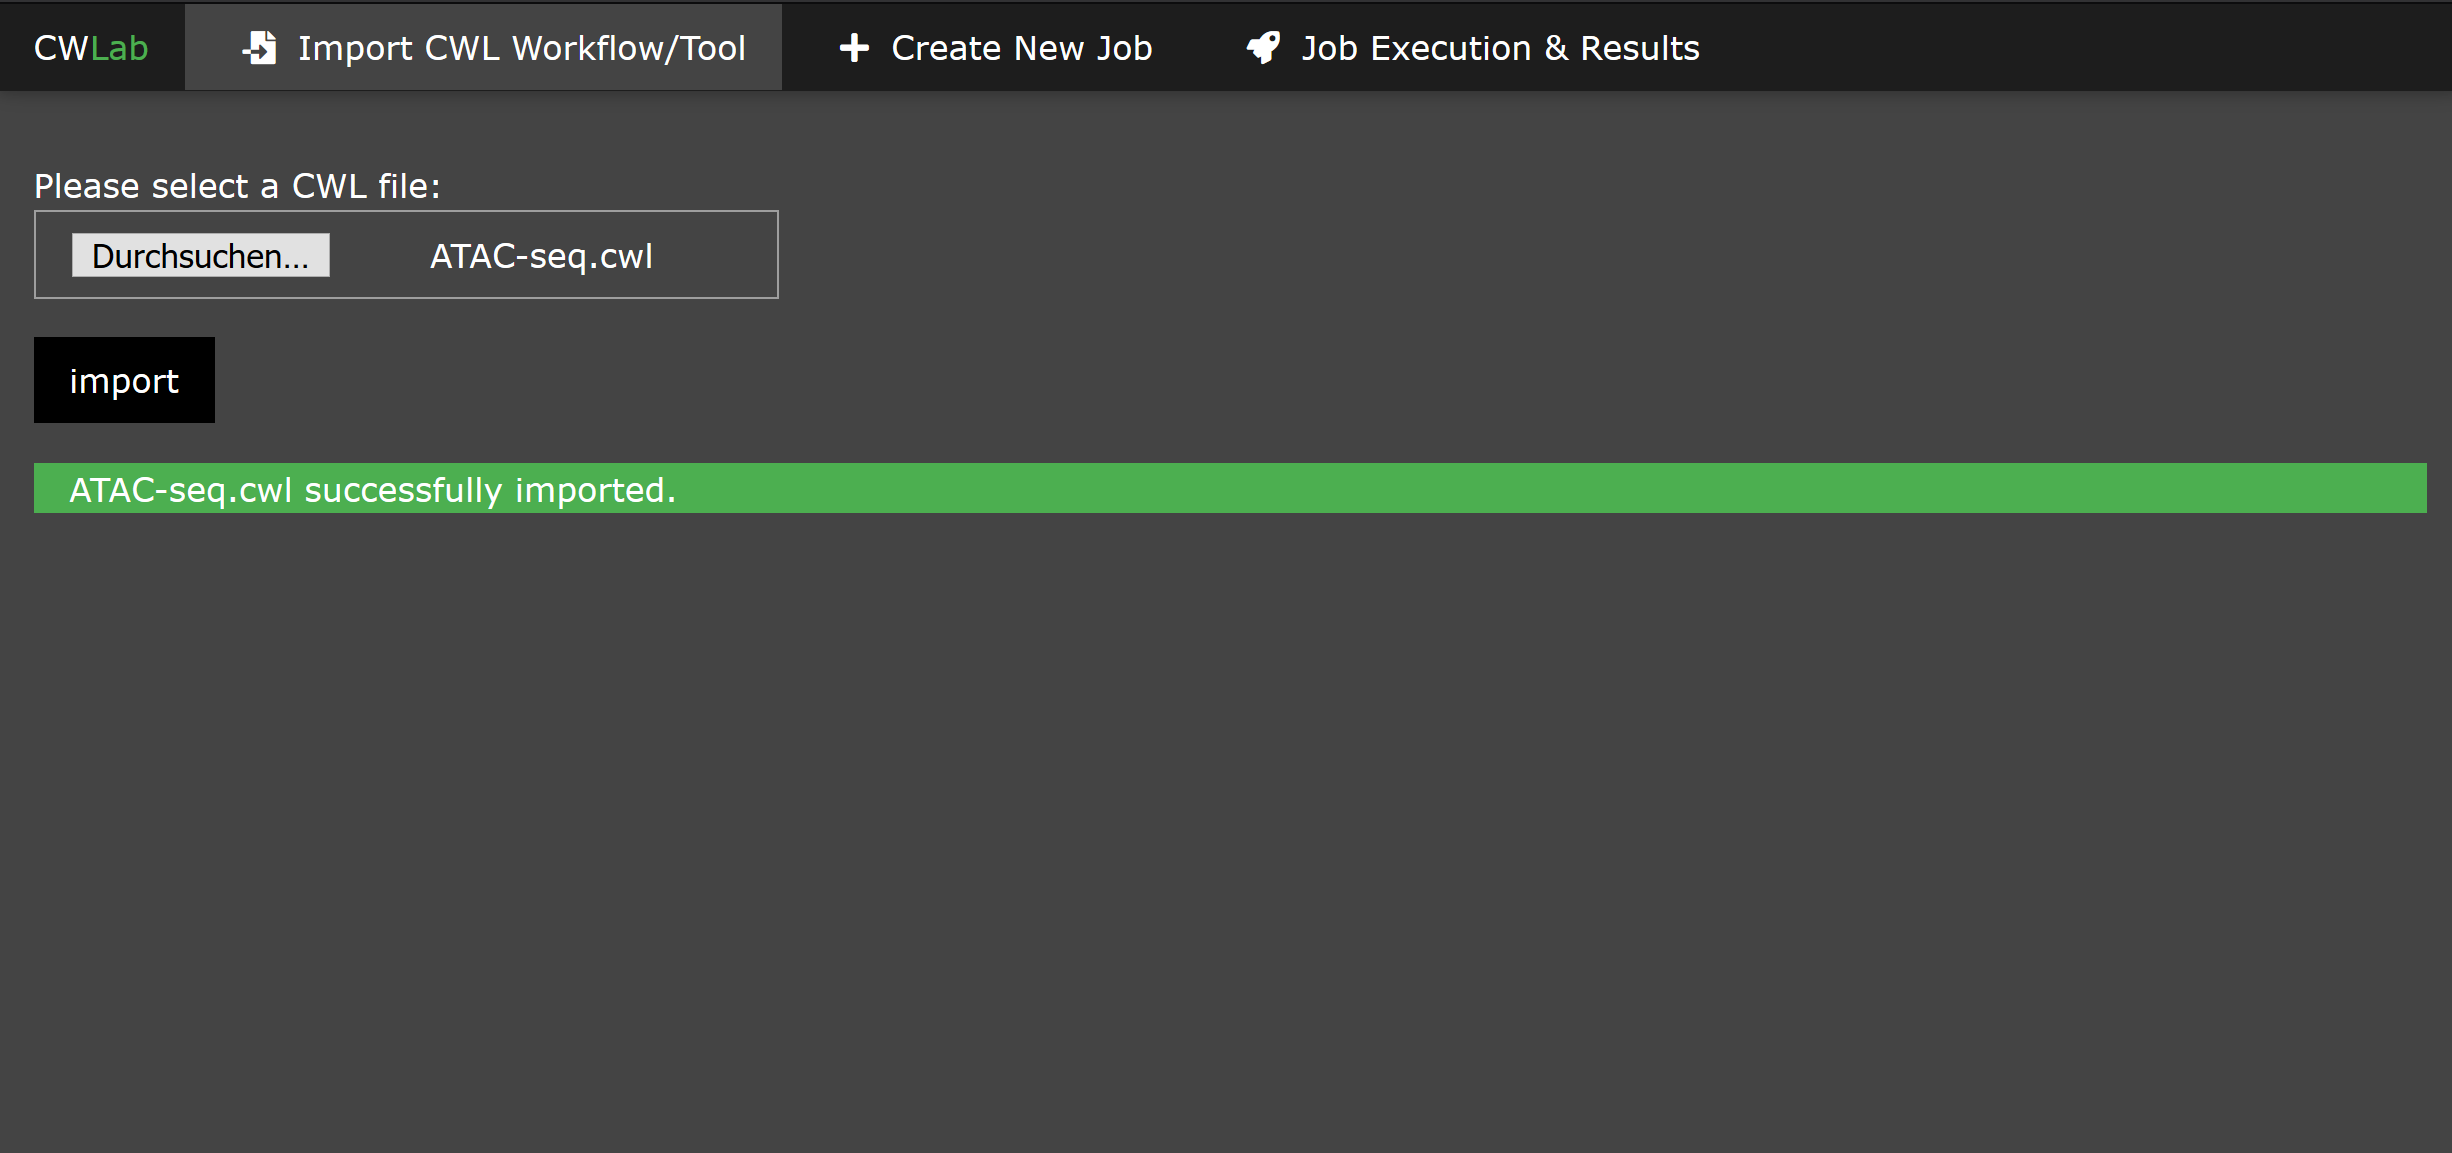 CWLab Import CWL Workflow/Tool Create New Job Job Execution & Results
Please select a CWL file:
Durchsuchen... ATAC-seq.cwl
import
ATAC-seq.cwl successfully imported.